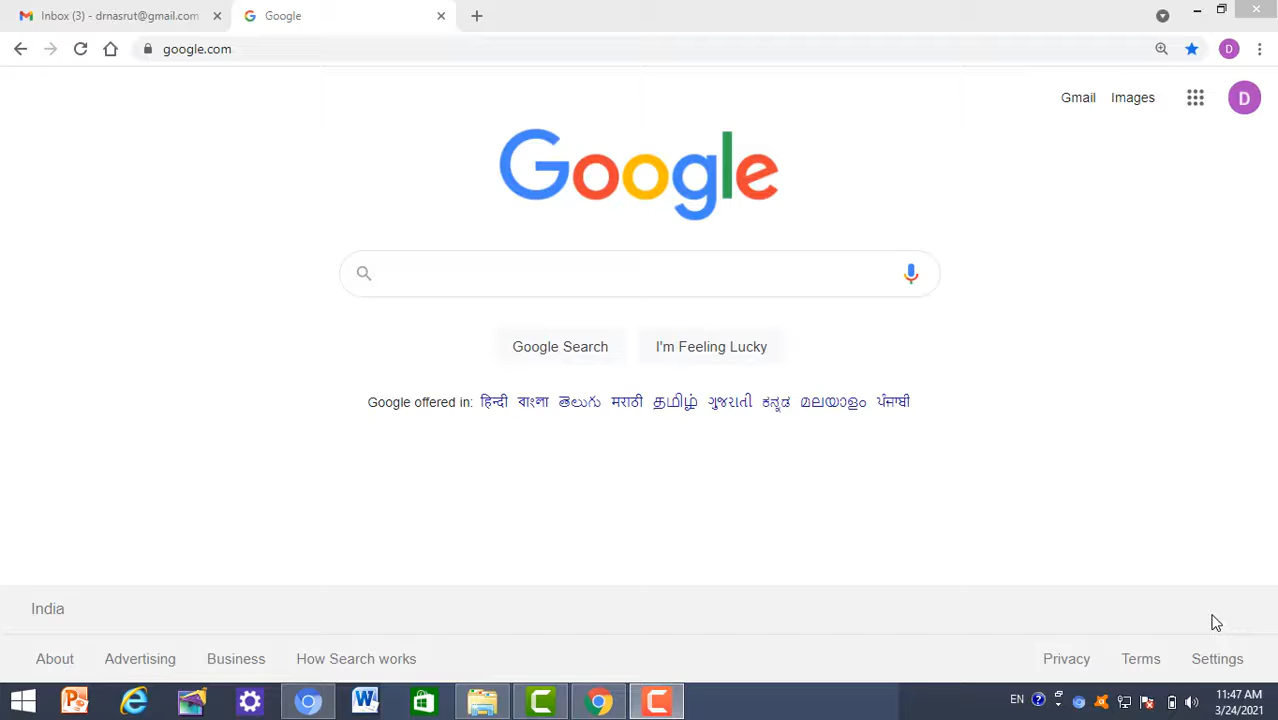 Inbox (3) - drnasrut@gmail.com
Google
google.com
D
Gmail Images
D
Google
Google Search I'm Feeling Lucky
Google offered in: हिन्दी বাংলা తెలుగు मराठी தமிழ் ગુજરાતી ಕನ್ನಡ മലയാളം ਪੰਜਾਬੀ
India
About Advertising Business How Search works Privacy Terms Settings
EN
11:47 AM
3/24/2021